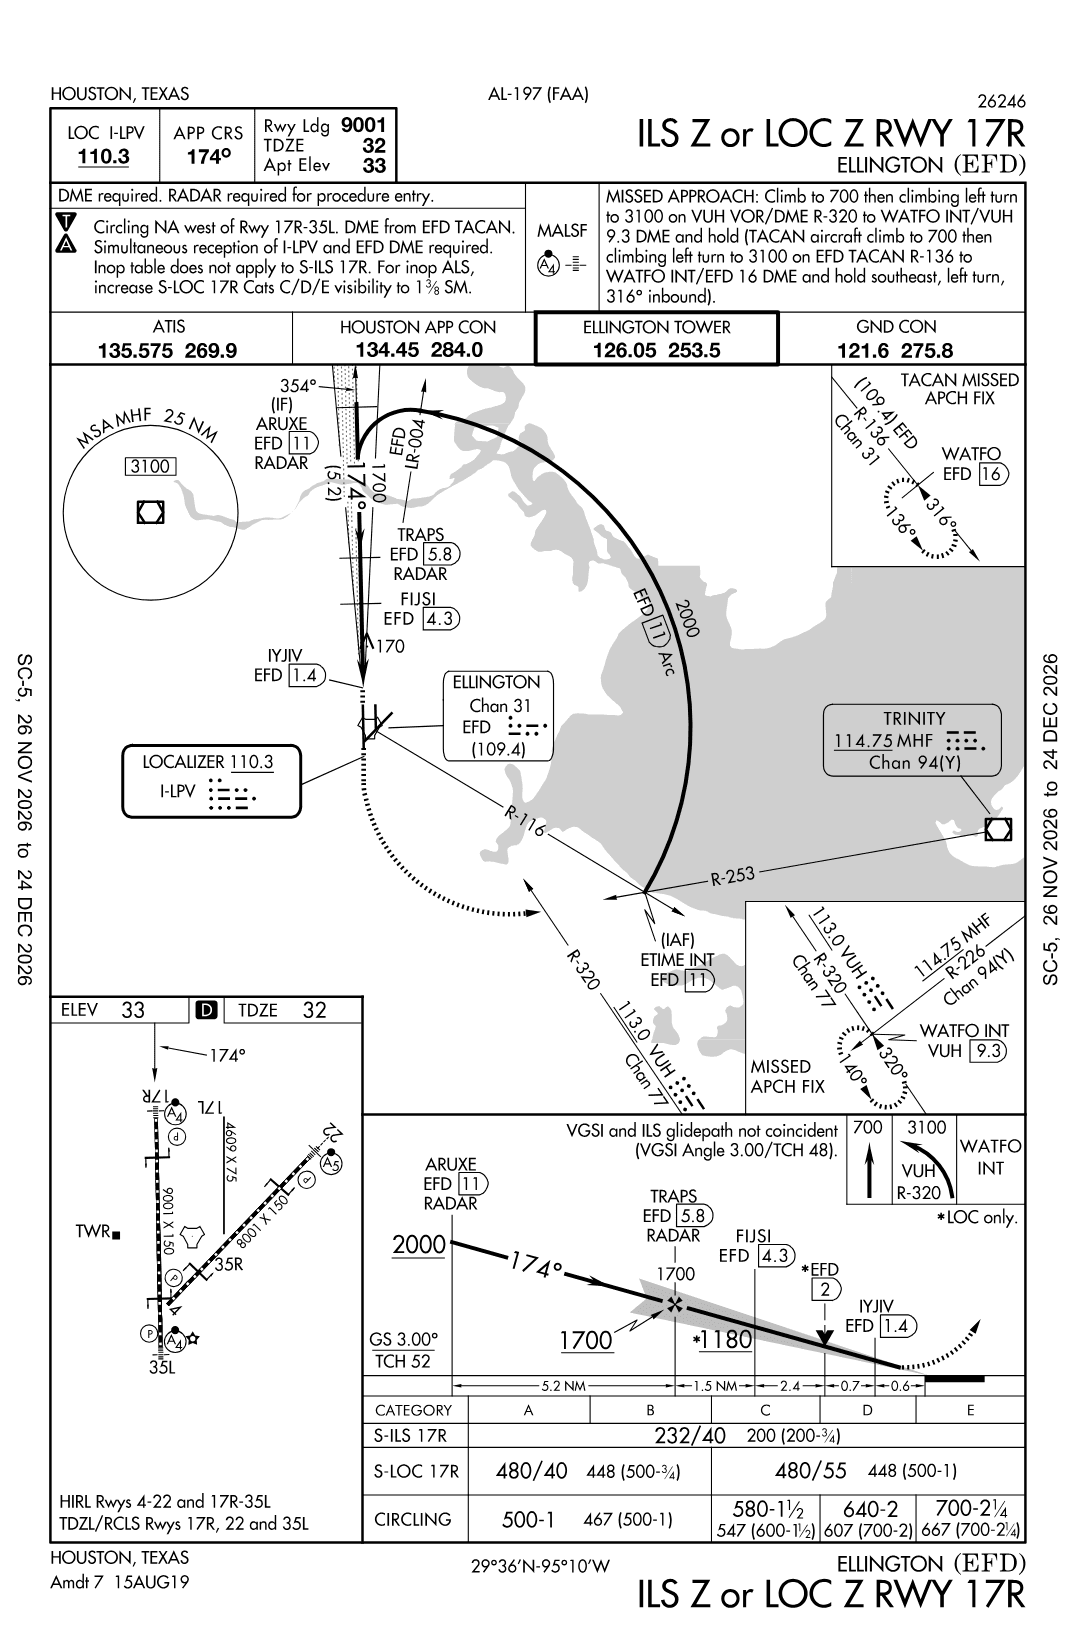 HOUSTON, TEXAS
AL-197 (FAA)
26246
ILS Z or LOC Z RWY 17R
ELLINGTON (EFD)
LOC I-LPV
110.3
APP CRS
174°
Rwy Ldg 9001
TDZE 32
Apt Elev 33
DME required. RADAR required for procedure entry.
T
A
Circling NA west of Rwy 17R-35L. DME from EFD TACAN.
Simultaneous reception of I-LPV and EFD DME required.
Inop table does not apply to S-ILS 17R. For inop ALS,
increase S-LOC 17R Cats C/D/E visibility to 1 3/8 SM.
MALSF
A4
MISSED APPROACH: Climb to 700 then climbing left turn
to 3100 on VUH VOR/DME R-320 to WATFO INT/VUH
9.3 DME and hold (TACAN aircraft climb to 700 then
climbing left turn to 3100 on EFD TACAN R-136 to
WATFO INT/EFD 16 DME and hold southeast, left turn,
316° inbound).
ATIS
135.575 269.9
HOUSTON APP CON
134.45 284.0
ELLINGTON TOWER
126.05 253.5
GND CON
121.6 275.8
MSA MHF 25 NM
3100
354°
(IF)
ARUXE
EFD 11
RADAR
EFD
LR-004
1700
174°
(5.2)
TRAPS
EFD 5.8
RADAR
FIJSI
EFD 4.3
170
IYJIV
EFD 1.4
ELLINGTON
Chan 31
EFD
(109.4)
LOCALIZER 110.3
I-LPV
2000
EFD 11 Arc
R-116
R-253
(IAF)
ETIME INT
EFD 11
R-320
113.0 VUH
Chan 77
TRINITY
114.75 MHF
Chan 94(Y)
TACAN MISSED
APCH FIX
(109.4) EFD
R-136
Chan 31
WATFO
EFD 16
136°
316°
113.0 VUH
R-320
Chan 77
114.75 MHF
R-226
Chan 94(Y)
WATFO INT
VUH 9.3
140°
320°
MISSED
APCH FIX
ELEV 33
D
TDZE 32
174°
17R
A4
P
17L
4609 X 75
22
A5
P
9001 X 150
8001 X 150
TWR
35R
P
4
P
A4
35L
HIRL Rwys 4-22 and 17R-35L
TDZL/RCLS Rwys 17R, 22 and 35L
VGSI and ILS glidepath not coincident
(VGSI Angle 3.00/TCH 48).
700
3100
VUH
R-320
WATFO
INT
*LOC only.
ARUXE
EFD 11
RADAR
2000
174°
TRAPS
EFD 5.8
RADAR
1700
1700
FIJSI
EFD 4.3
*1180
*EFD
2
IYJIV
EFD 1.4
GS 3.00°
TCH 52
5.2 NM
1.5 NM
2.4
0.7
0.6
CATEGORY A B C D E
S-ILS 17R 232/40 200 (200-3/4)
S-LOC 17R 480/40 448 (500-3/4) 480/55 448 (500-1)
CIRCLING 500-1 467 (500-1) 580-1 1/2 547 (600-1 1/2) 640-2 607 (700-2) 700-2 1/4 667 (700-2 1/4)
HOUSTON, TEXAS
Amdt 7 15AUG19
29°36'N-95°10'W
ELLINGTON (EFD)
ILS Z or LOC Z RWY 17R
SC-5, 26 NOV 2026 to 24 DEC 2026
SC-5, 26 NOV 2026 to 24 DEC 2026